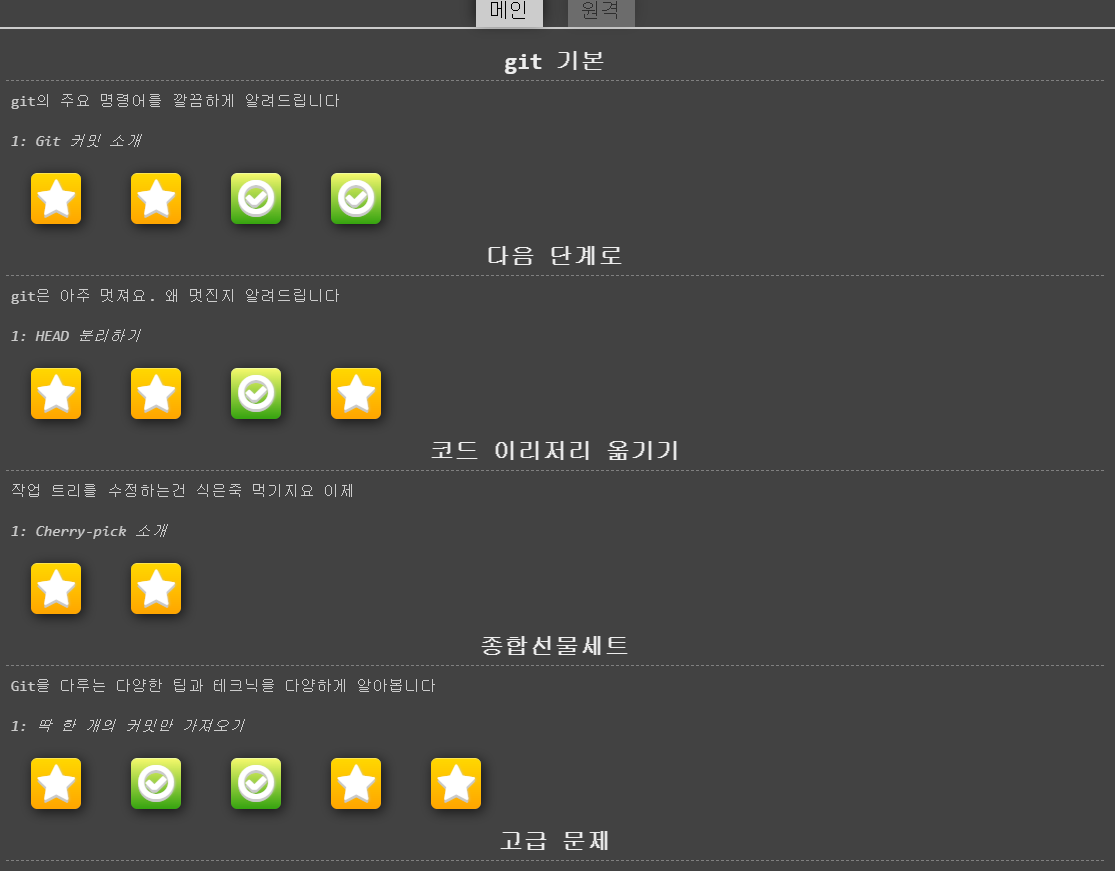 메인 원격
git 기본
git의 주요 명령어를 깔끔하게 알려드립니다
1: Git 커밋 소개
다음 단계로
git은 아주 멋져요. 왜 멋진지 알려드립니다
1: HEAD 분리하기
코드 이리저리 옮기기
작업 트리를 수정하는건 식은죽 먹기지요 이제
1: Cherry-pick 소개
종합선물세트
Git을 다루는 다양한 팁과 테크닉을 다양하게 알아봅니다
1: 딱 한 개의 커밋만 가져오기
고급 문제